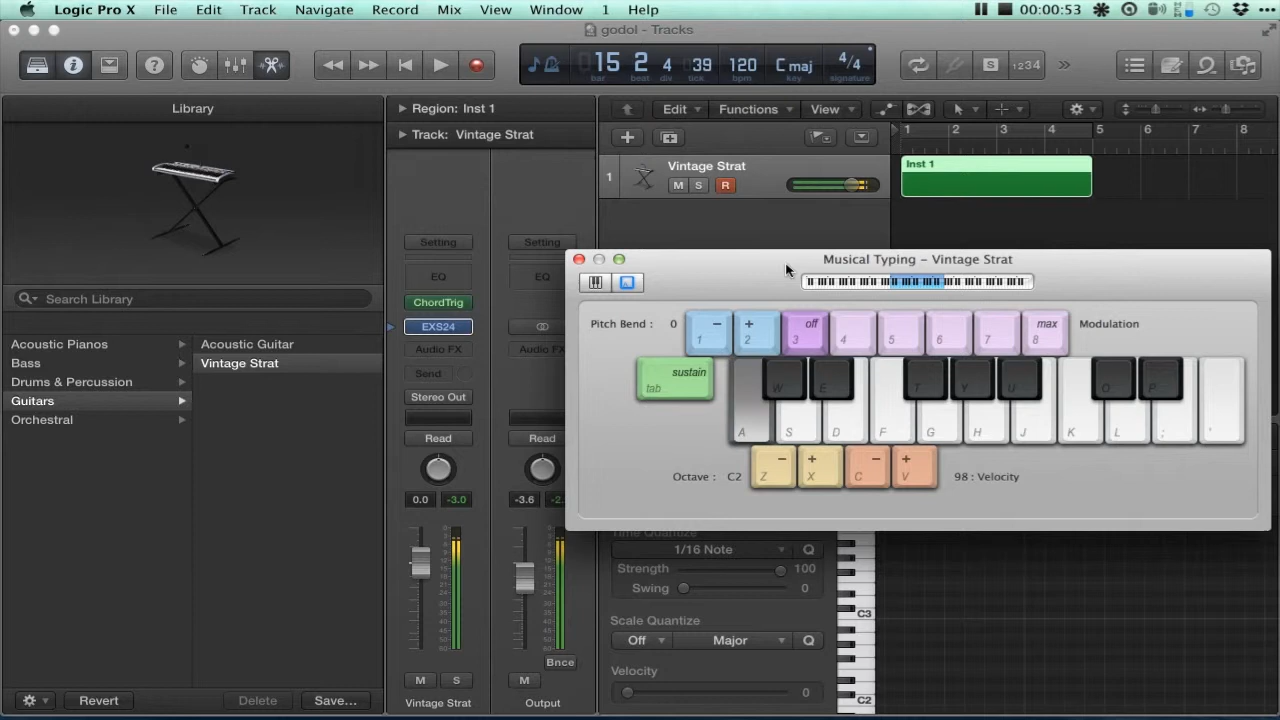 Logic Pro X File Edit Track Navigate Record Mix View Window 1 Help 00:00:53
godol - Tracks
15 2 4 39 120 C maj 4/4
bar beat div tick bpm key signature
S 1234
Library
Region: Inst 1
Track: Vintage Strat
Edit Functions View
1 2 3 4 5 6 7 8
1
Vintage Strat
M S R
Inst 1
Setting Setting
EQ EQ
ChordTrig
EXS24
Audio FX Audio FX
Send
Stereo Out
Read Read
0.0 -3.0 -3.6
Search Library
Acoustic Pianos
Bass
Drums & Percussion
Guitars
Orchestral
Acoustic Guitar
Vintage Strat
Musical Typing – Vintage Strat
Pitch Bend : 0
– 1
+ 2
off 3
4
5
6
7
max 8
Modulation
sustain
tab
W E T Y U O P
A S D F G H J K L ; '
Octave : C2
– Z
+ X
– C
+ V
98 : Velocity
Time Quantize
1/16 Note Q
Strength 100
Swing 0
Scale Quantize
Off Major Q
Velocity
0
C3
C2
Bnce
M S M
Vintage Strat Output
Revert Delete Save...